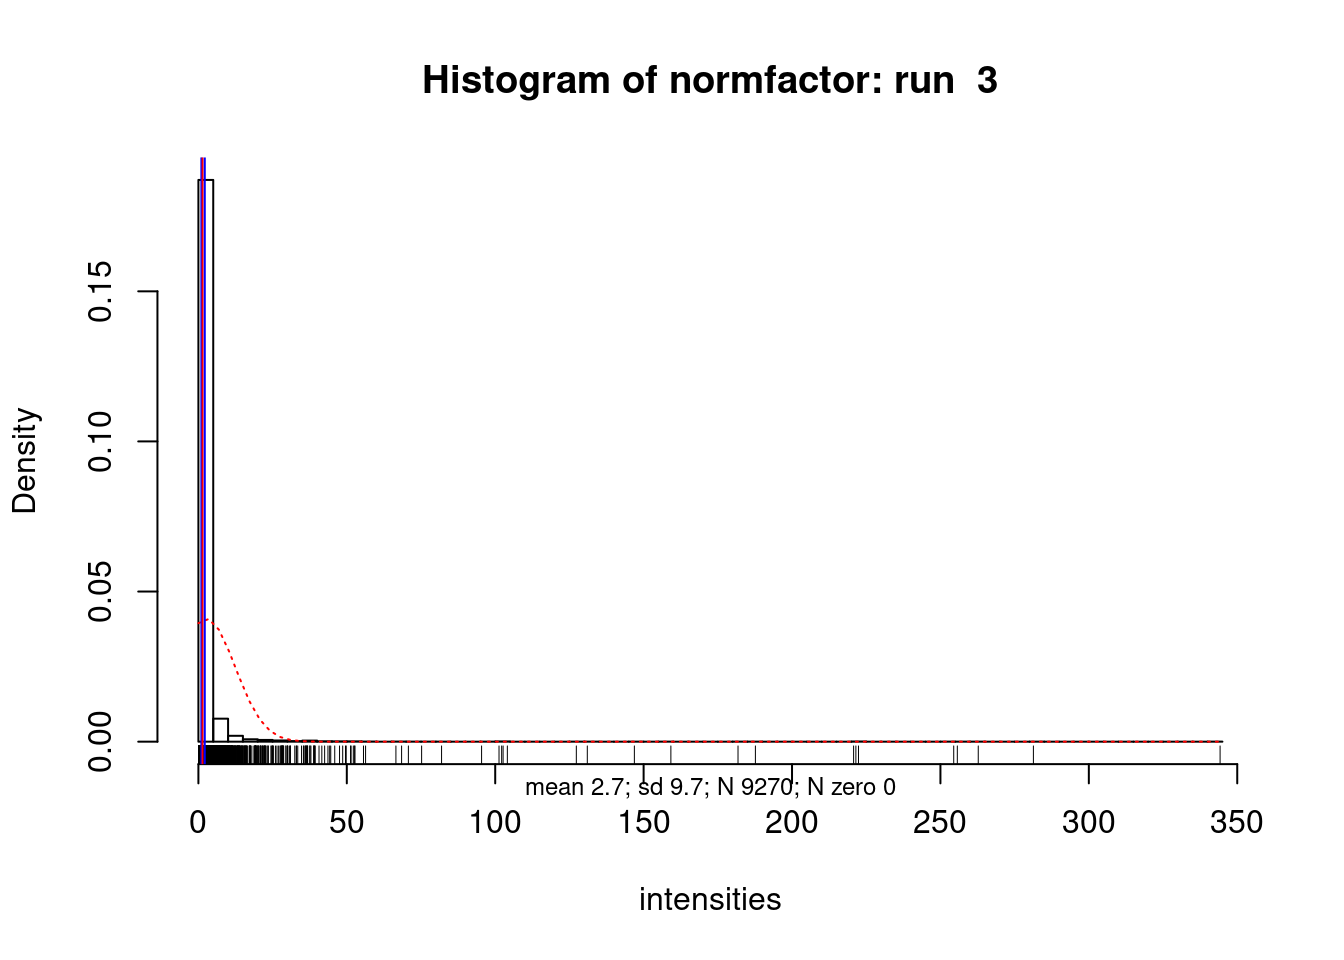 Histogram of normfactor: run  3
Density
0.00
0.05
0.10
0.15
mean 2.7; sd 9.7; N 9270; N zero 0
0 50 100 150 200 250 300 350
intensities